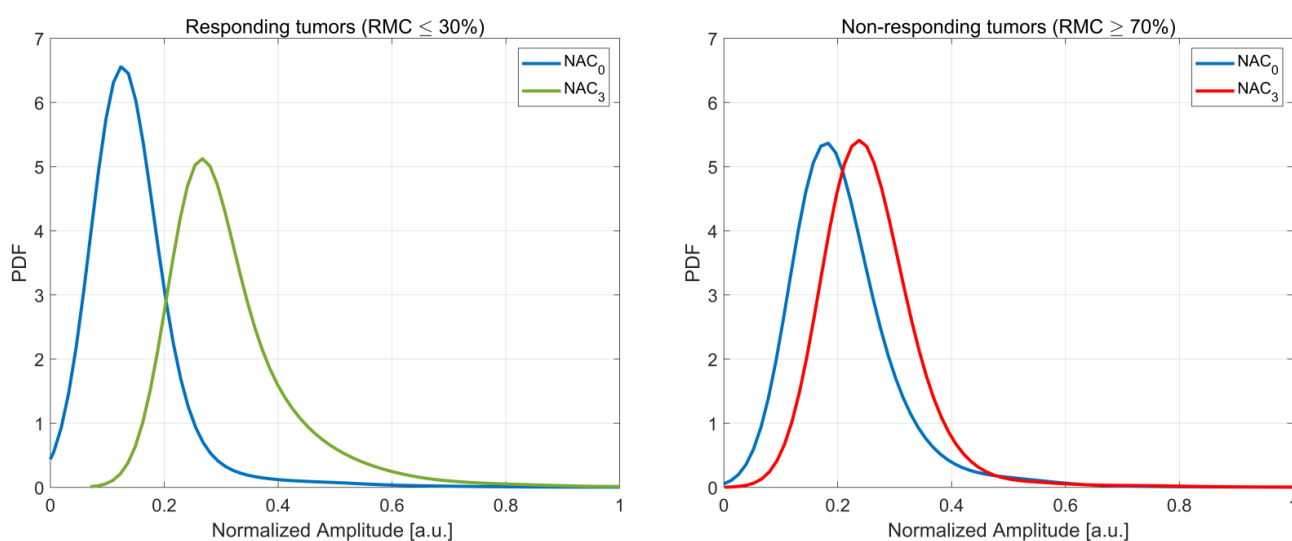 Responding tumors (RMC ≤ 30%)
7
6
5
4
3
2
1
0
PDF
0
0.2
0.4
0.6
0.8
1
Normalized Amplitude [a.u.]
NAC₀
NAC₃
Non-responding tumors (RMC ≥ 70%)
7
6
5
4
3
2
1
0
PDF
0
0.2
0.4
0.6
0.8
1
Normalized Amplitude [a.u.]
NAC₀
NAC₃